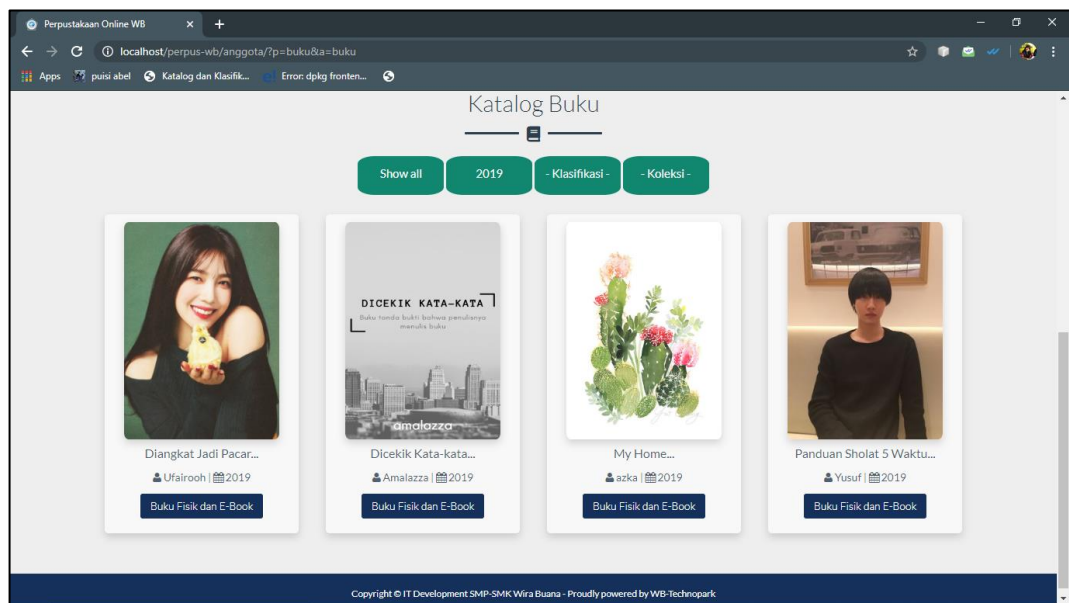 Perpustakaan Online WB
localhost/perpus-wb/anggota/?p=buku&a=buku
Apps puisi abel Katalog dan Klasifik... Error: dpkg fronten...
Katalog Buku
Show all 2019 - Klasifikasi - - Koleksi -
DICEKIK KATA-KATA
Buku tanda bukti bahwa penulisnya
menulis buku
amalazza
Diangkat Jadi Pacar... Dicekik Kata-kata... My Home... Panduan Sholat 5 Waktu...
Ufairooh | 2019 Amalazza | 2019 azka | 2019 Yusuf | 2019
Buku Fisik dan E-Book Buku Fisik dan E-Book Buku Fisik dan E-Book Buku Fisik dan E-Book
Copyright © IT Development SMP-SMK Wira Buana - Proudly powered by WB-Technopark